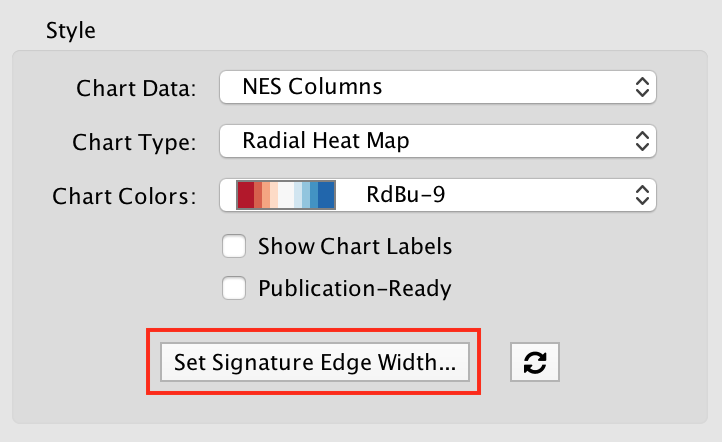 Style
Chart Data: NES Columns
Chart Type: Radial Heat Map
Chart Colors: RdBu-9
Show Chart Labels
Publication-Ready
Set Signature Edge Width...